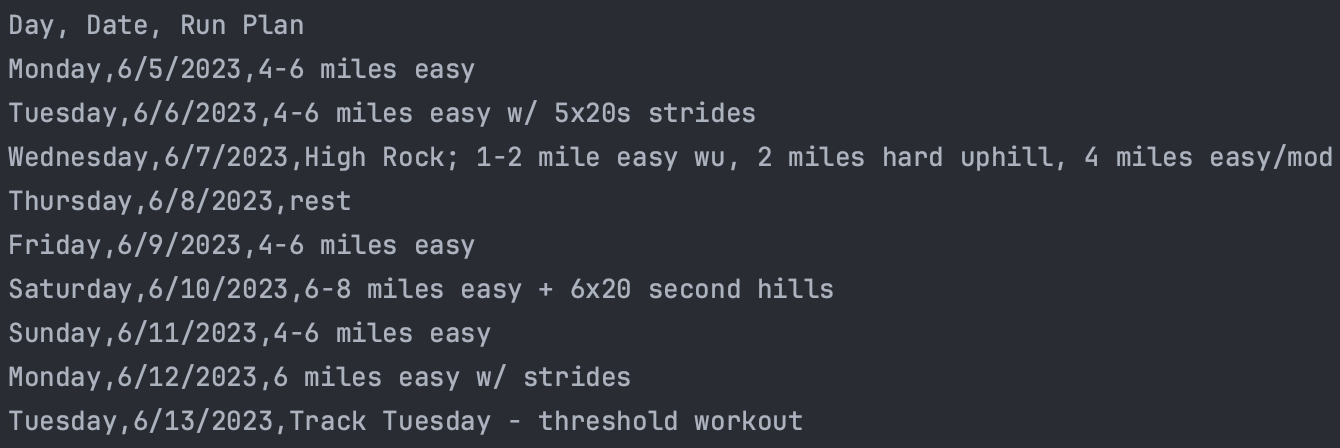 Day, Date, Run Plan
Monday,6/5/2023,4-6 miles easy
Tuesday,6/6/2023,4-6 miles easy w/ 5x20s strides
Wednesday,6/7/2023,High Rock; 1-2 mile easy wu, 2 miles hard uphill, 4 miles easy/mod
Thursday,6/8/2023,rest
Friday,6/9/2023,4-6 miles easy
Saturday,6/10/2023,6-8 miles easy + 6x20 second hills
Sunday,6/11/2023,4-6 miles easy
Monday,6/12/2023,6 miles easy w/ strides
Tuesday,6/13/2023,Track Tuesday - threshold workout